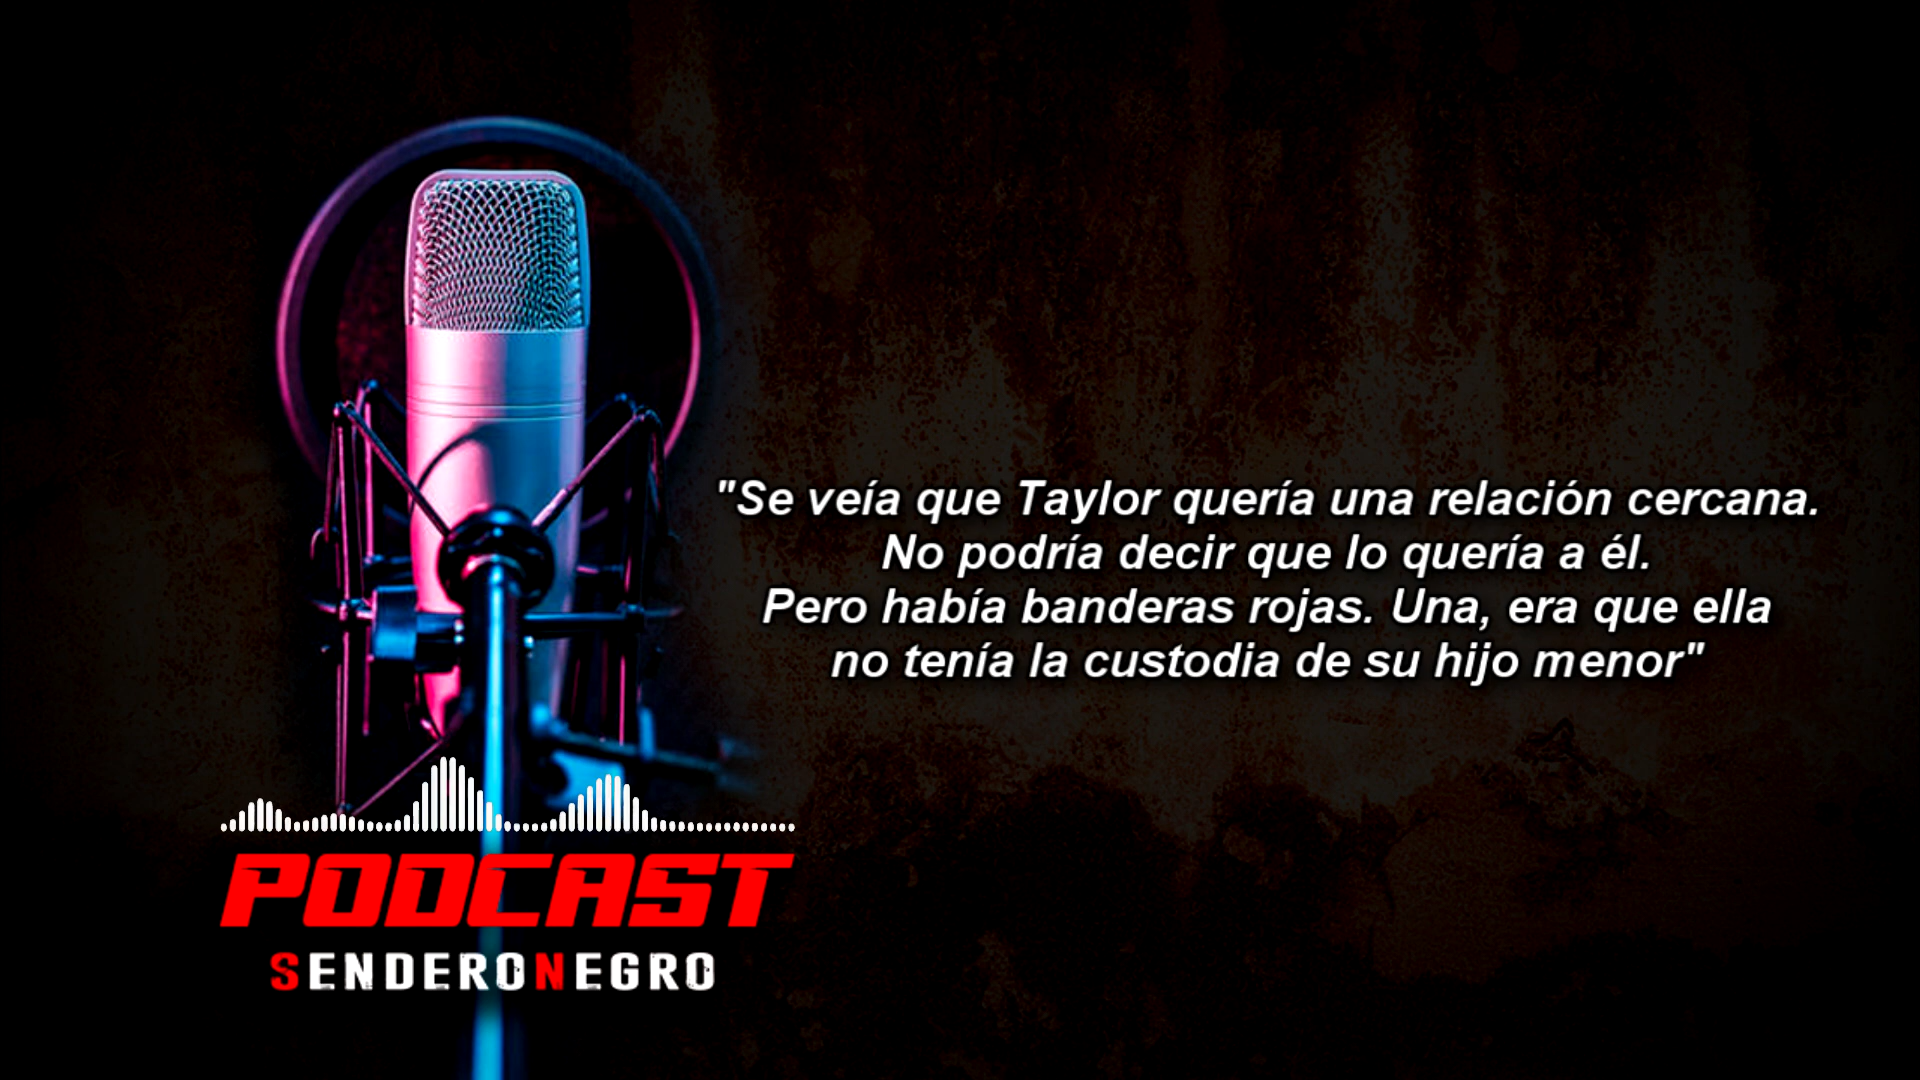 "Se veía que Taylor quería una relación cercana.
No podría decir que lo quería a él.
Pero había banderas rojas. Una, era que ella
no tenía la custodia de su hijo menor"
PODCAST
SENDERONEGRO